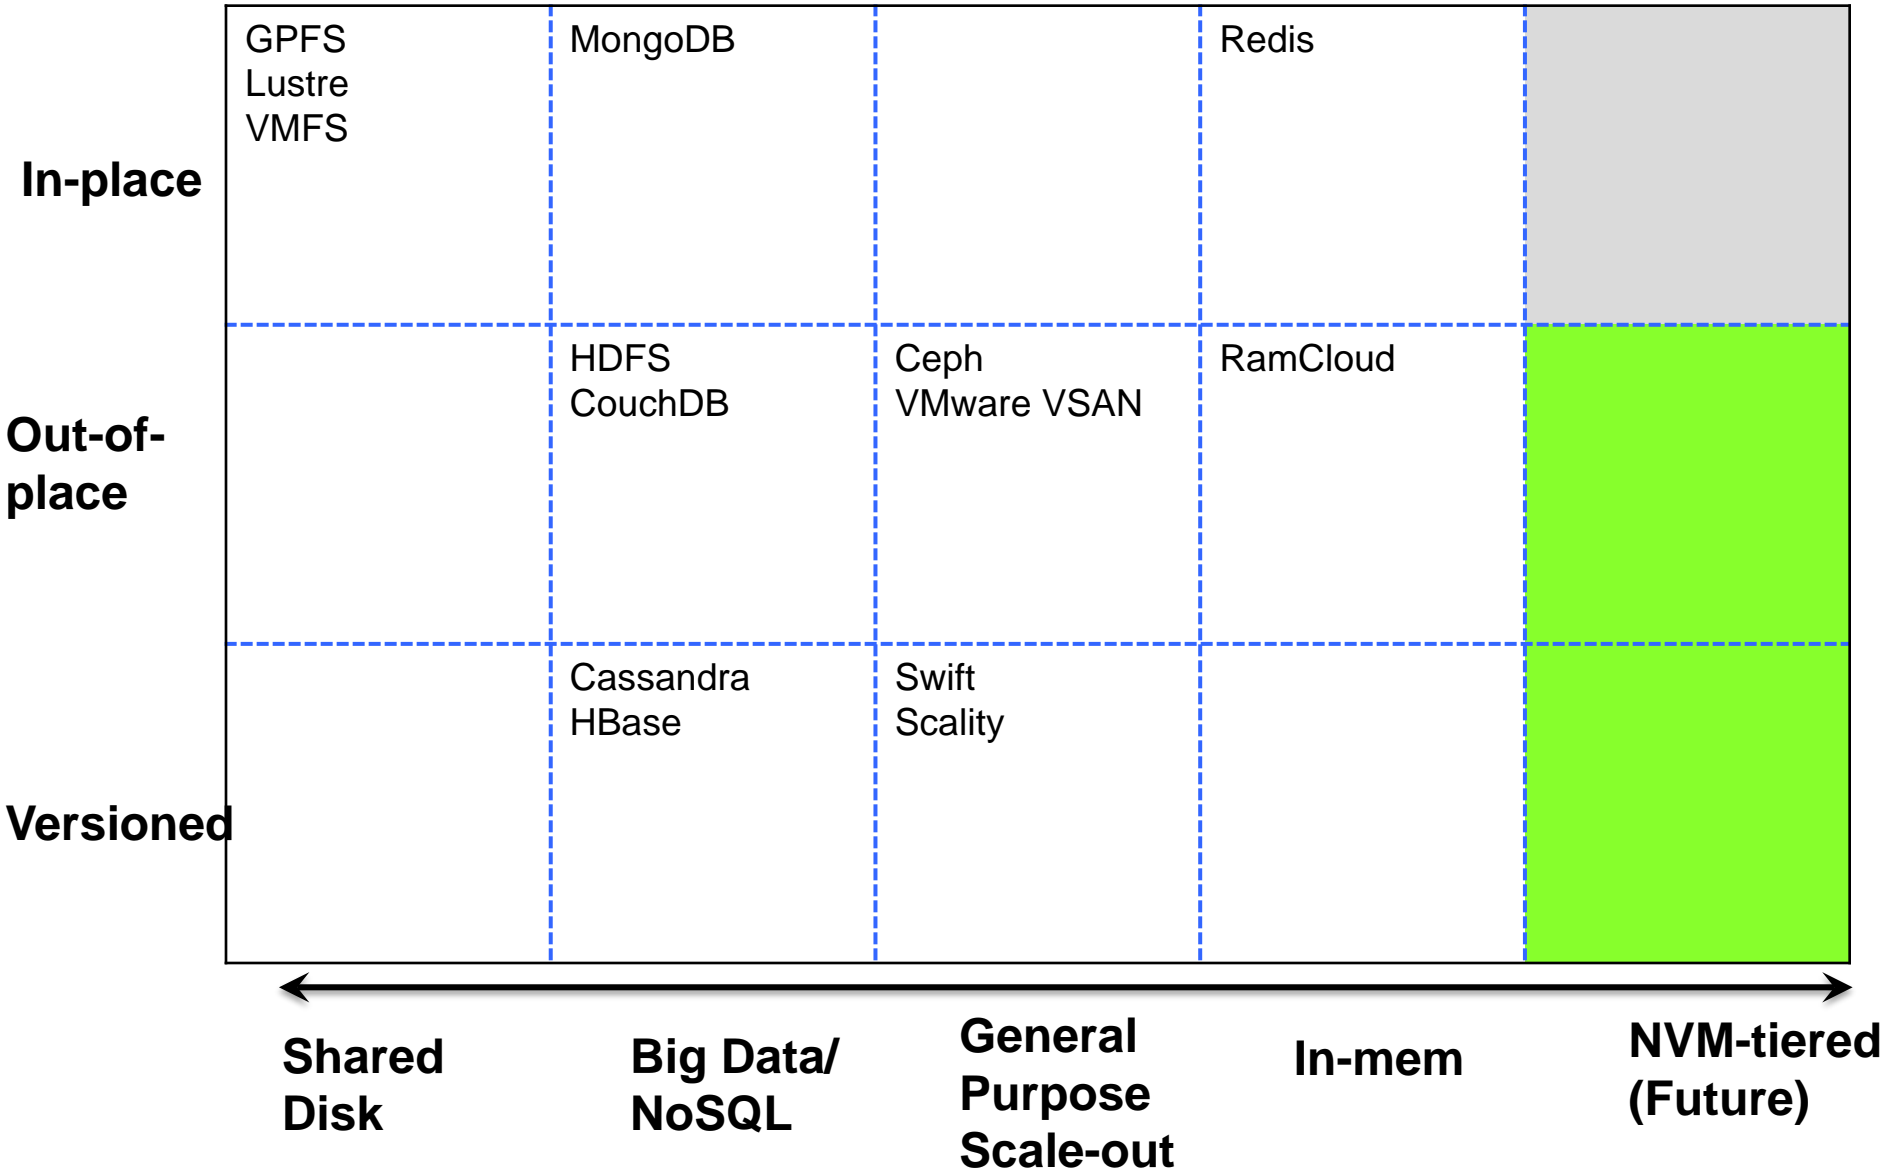 GPFS
Lustre
VMFS
MongoDB
Redis
In-place
HDFS
CouchDB
Ceph
VMware VSAN
RamCloud
Out-of-
place
Cassandra
HBase
Swift
Scality
Versioned
Shared
Disk
Big Data/
NoSQL
General
Purpose
Scale-out
In-mem
NVM-tiered
(Future)